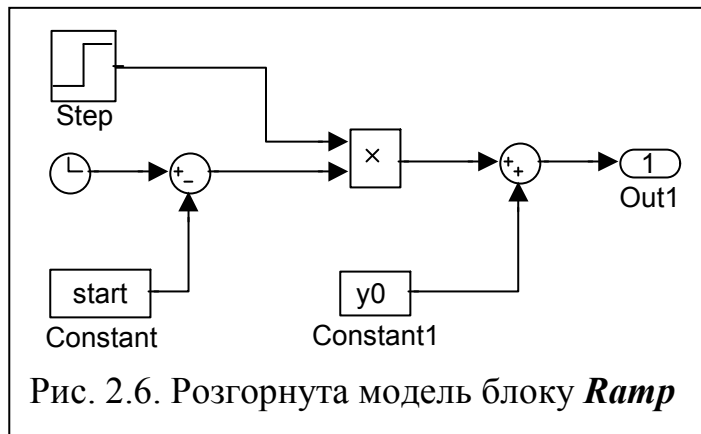 Step
×
+
−
+
+
1
Out1
start
Constant
y0
Constant1
Рис. 2.6. Розгорнута модель блоку Ramp